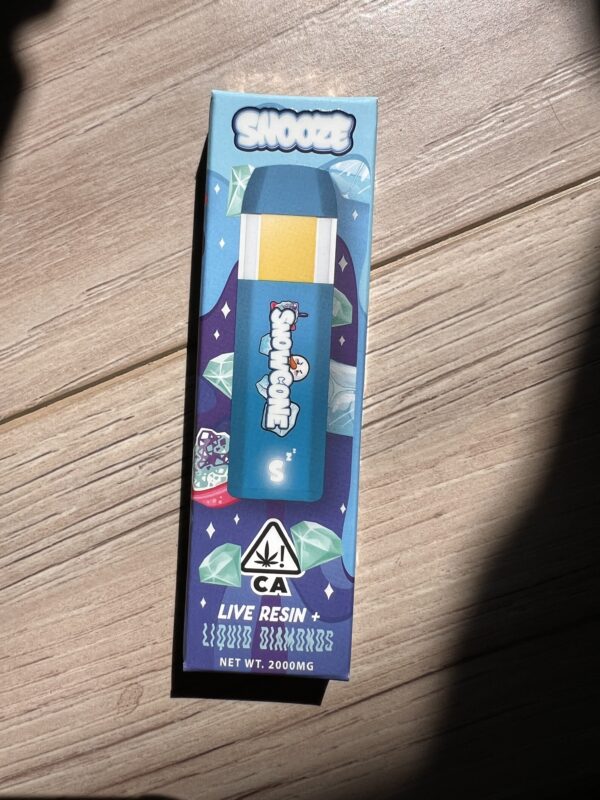 SNOOZE
SNOWCONE
S z z
CA
LIVE RESIN +
LIQUID DIAMONDS
NET WT. 2000MG